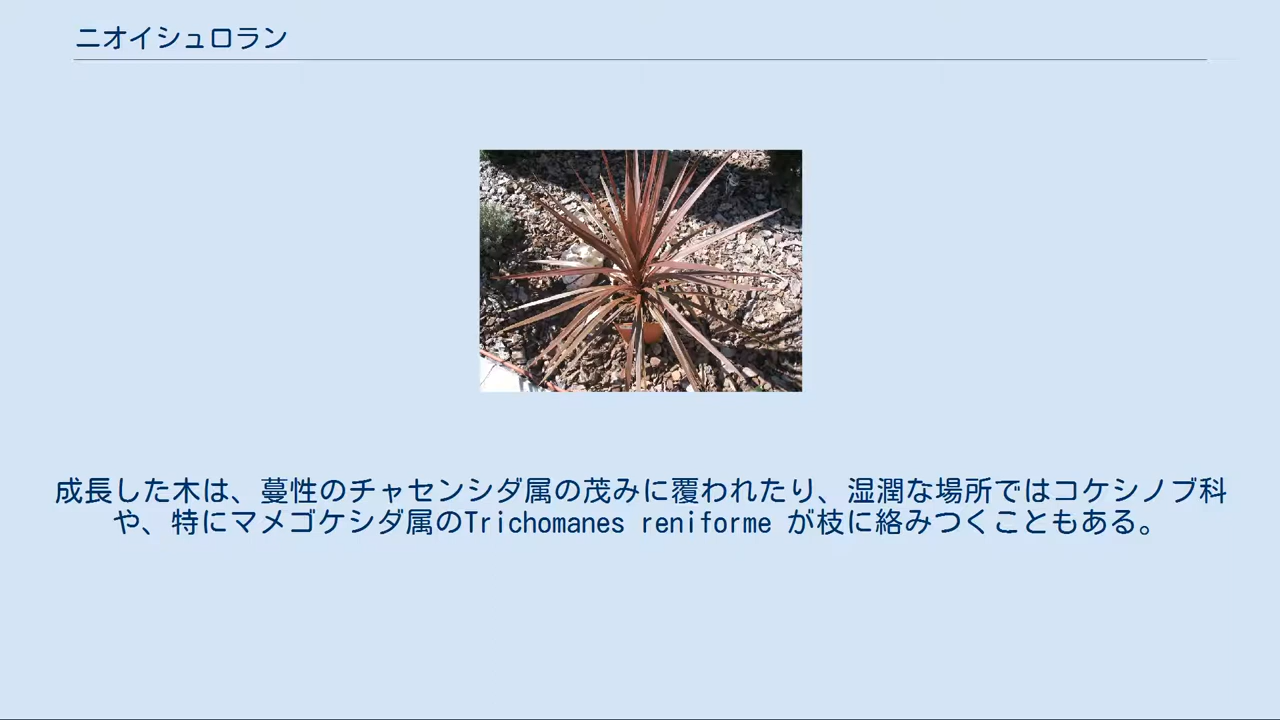 ニオイシュロラン
成長した木は、蔓性のチャセンシダ属の茂みに覆われたり、湿潤な場所ではコケシノブ科
や、特にマメゴケシダ属のTrichomanes reniforme が枝に絡みつくこともある。